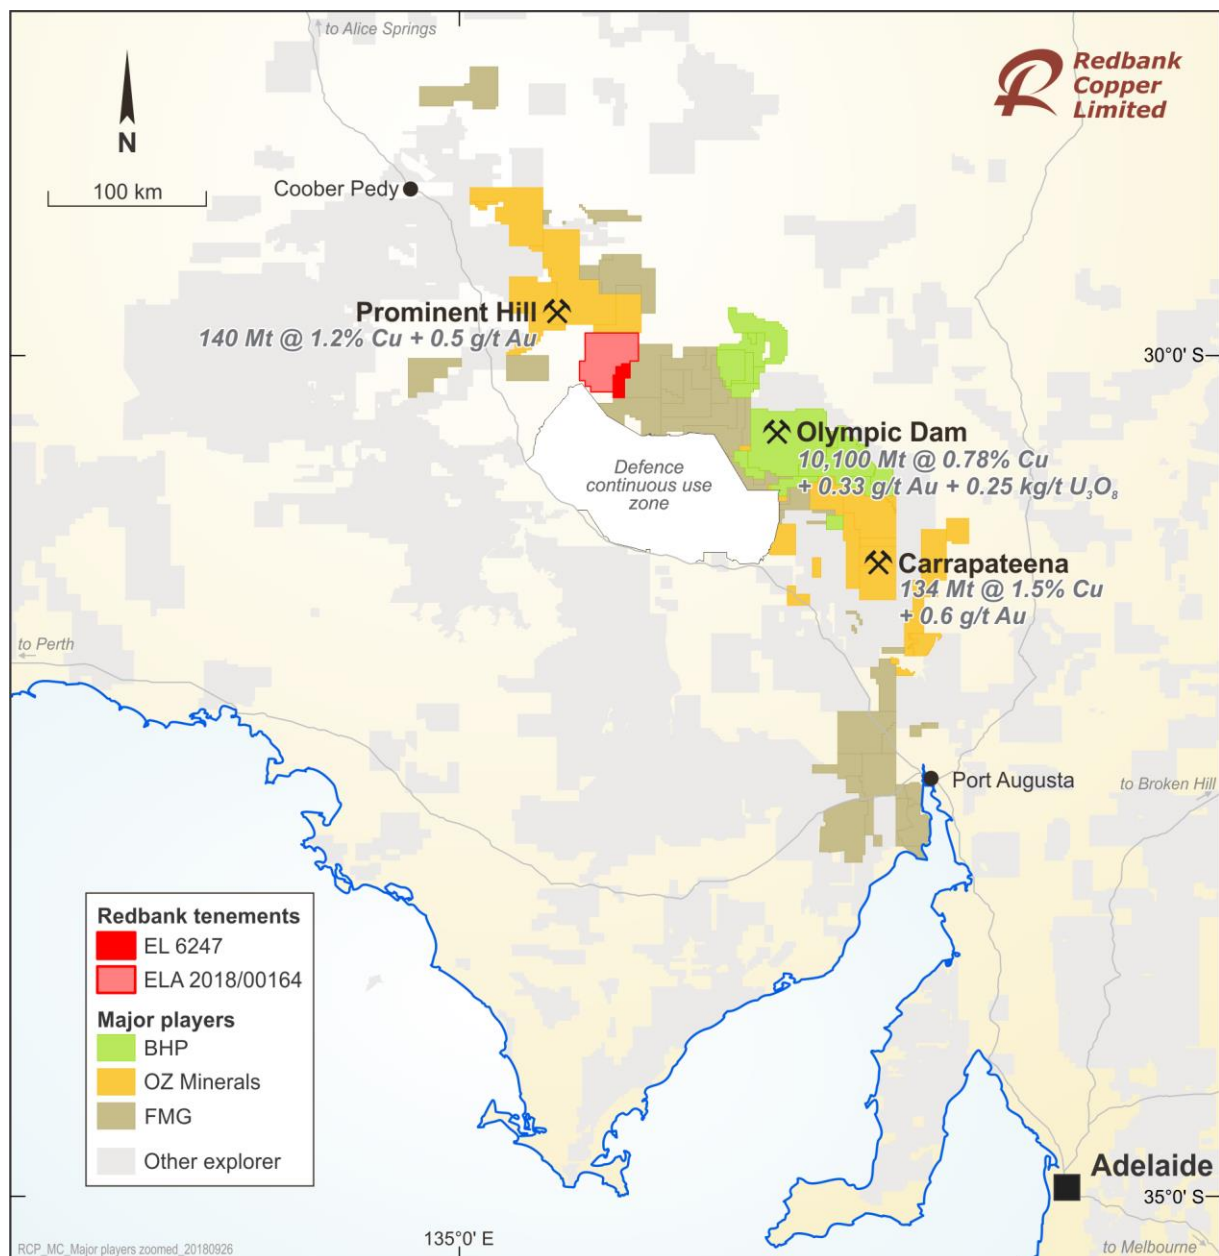 to Alice Springs
Redbank
Copper
Limited
N
100 km
Coober Pedy
Prominent Hill
140 Mt @ 1.2% Cu + 0.5 g/t Au
30°0' S
Olympic Dam
10,100 Mt @ 0.78% Cu
+ 0.33 g/t Au + 0.25 kg/t U₃O₈
Defence
continuous use
zone
Carrapateena
134 Mt @ 1.5% Cu
+ 0.6 g/t Au
to Perth
Port Augusta
to Broken Hill
Redbank tenements
EL 6247
ELA 2018/00164
Major players
BHP
OZ Minerals
FMG
Other explorer
Adelaide
35°0' S
135°0' E
to Melbourne
RCP_MC_Major players zoomed_20180926